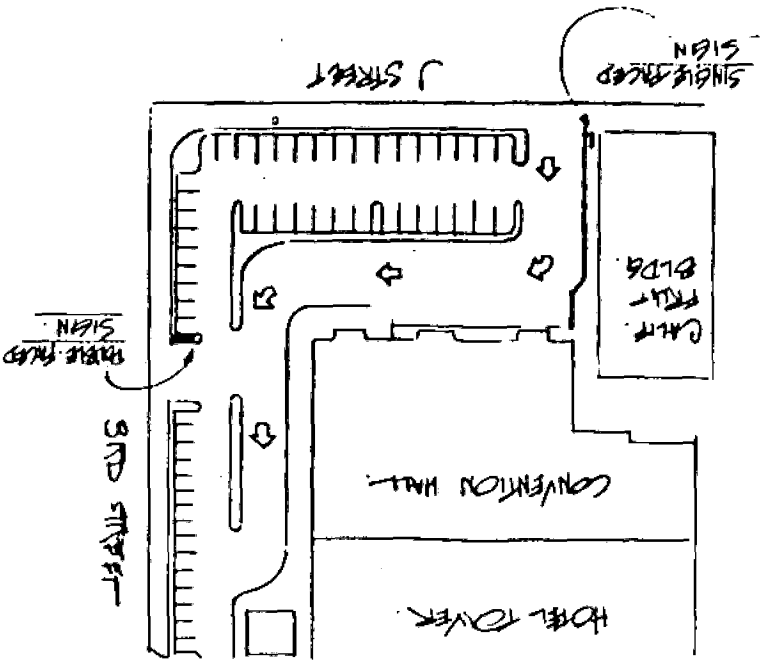 HOTEL TOWER.
CONVENTION HALL.
3RD STREET
CALIF.
FRUIT
BLDG.
DOUBLE-FACED
SIGN
J STREET
SINGLE-FACED
SIGN